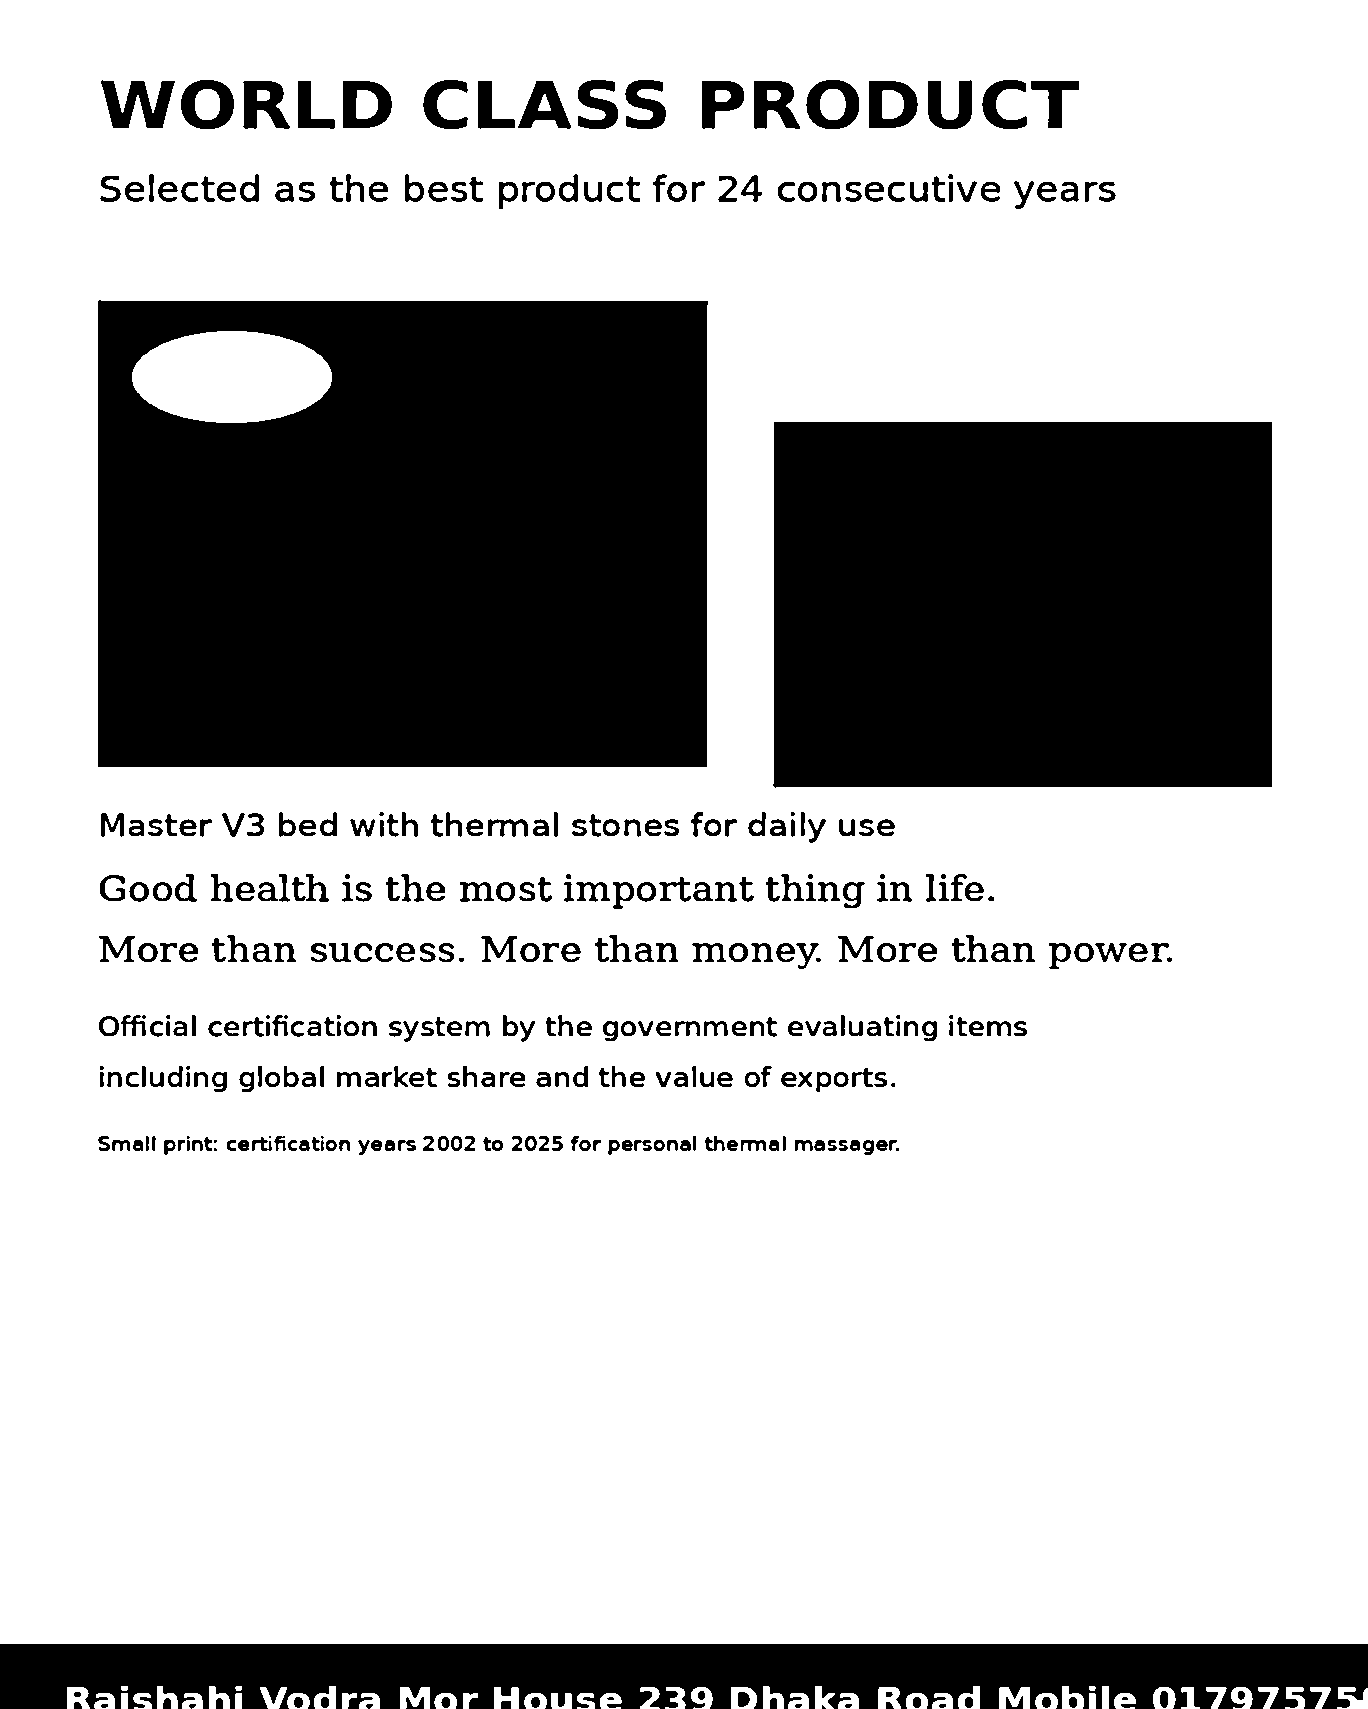 WORLD CLASS PRODUCT
Selected as the best product for 24 consecutive years
Master V3 bed with thermal stones for daily use
Good health is the most important thing in life.
More than success. More than money. More than power.
Official certification system by the government evaluating items
including global market share and the value of exports.
Small print: certification years 2002 to 2025 for personal thermal massager.
Rajshahi Vodra Mor House 239 Dhaka Road Mobile